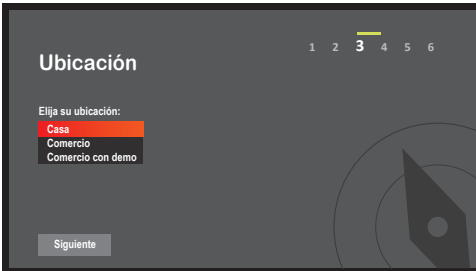 1 2 3 4 5 6
Ubicación
Elija su ubicación:
Casa
Comercio
Comercio con demo
Siguiente